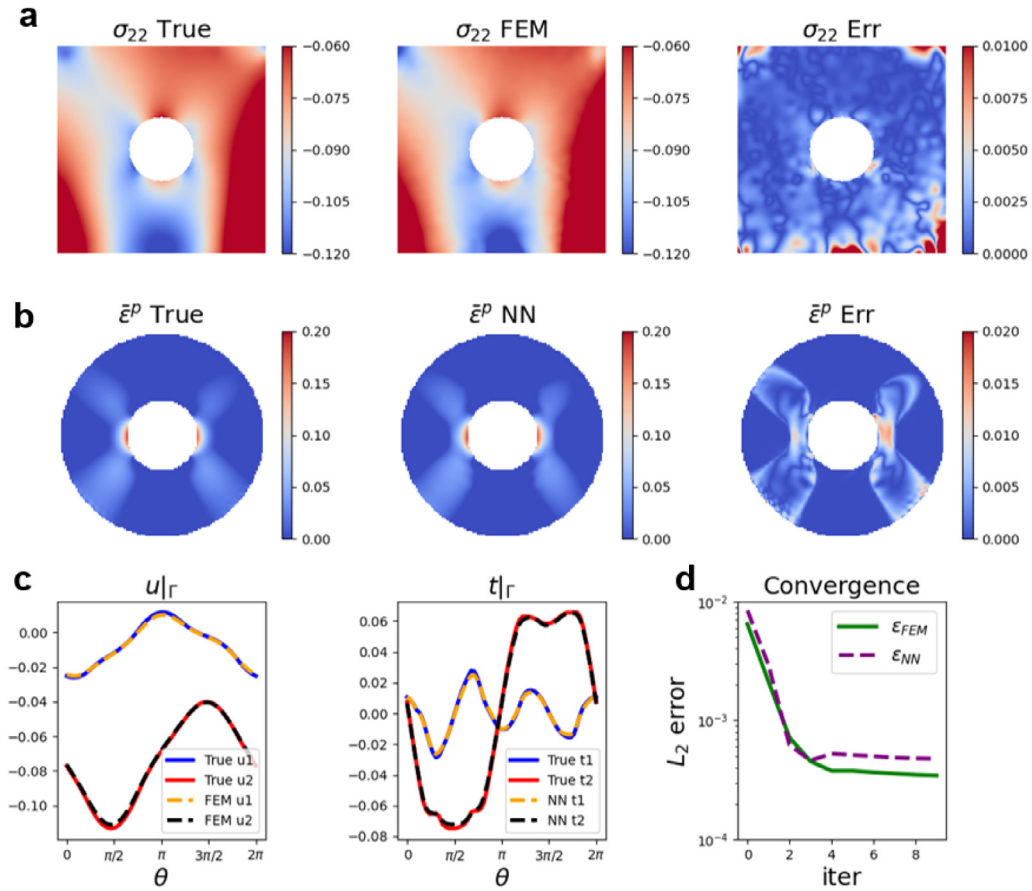 a
σ₂₂ True
σ₂₂ FEM
σ₂₂ Err
−0.060
−0.075
−0.090
−0.105
−0.120
−0.060
−0.075
−0.090
−0.105
−0.120
0.0100
0.0075
0.0050
0.0025
0.0000
b
ε̄ᵖ True
ε̄ᵖ NN
ε̄ᵖ Err
0.20
0.15
0.10
0.05
0.00
0.20
0.15
0.10
0.05
0.00
0.020
0.015
0.010
0.005
0.000
c
u|Γ
0.00
−0.02
−0.04
−0.06
−0.08
−0.10
True u1
True u2
FEM u1
FEM u2
0 π/2 π 3π/2 2π
θ
t|Γ
0.06
0.04
0.02
0.00
−0.02
−0.04
−0.06
−0.08
True t1
True t2
NN t1
NN t2
0 π/2 π 3π/2 2π
θ
d
Convergence
10⁻²
10⁻³
10⁻⁴
L₂ error
ε_FEM
ε_NN
0 2 4 6 8
iter